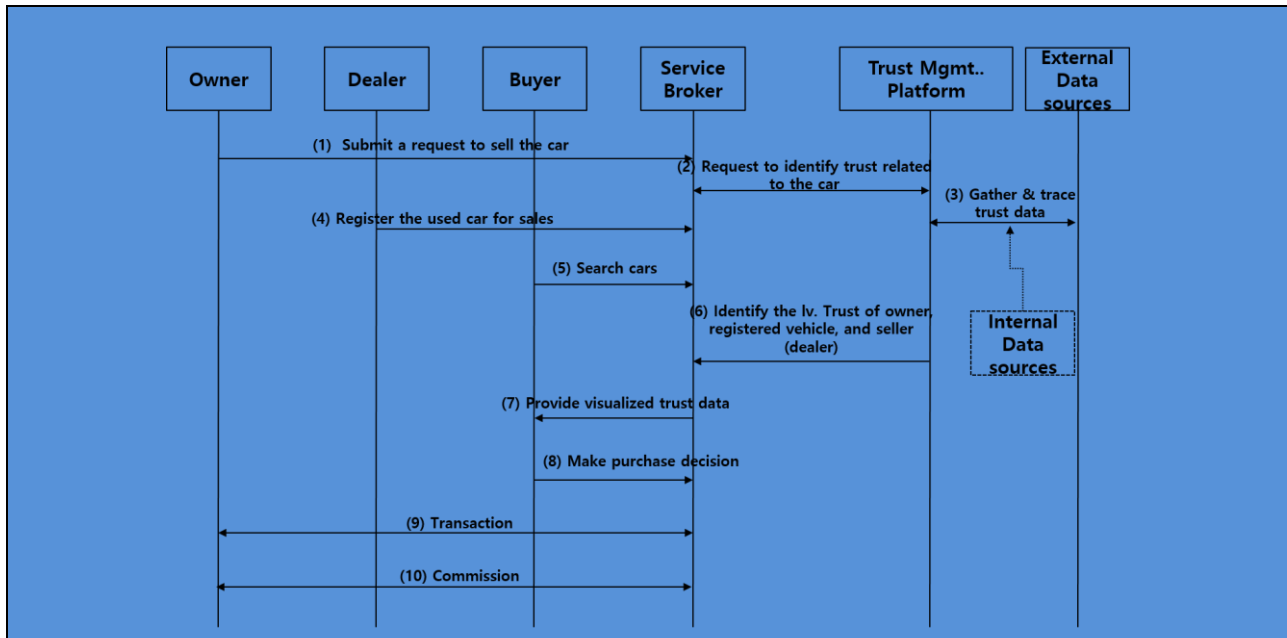 Owner
Dealer
Buyer
Service
Broker
Trust Mgmt..
Platform
External
Data
sources
(1)  Submit a request to sell the car
(2) Request to identify trust related
to the car
(3) Gather & trace
trust data
(4) Register the used car for sales
(5) Search cars
(6) Identify the lv. Trust of owner,
registered vehicle, and seller
(dealer)
Internal
Data
sources
(7) Provide visualized trust data
(8) Make purchase decision
(9) Transaction
(10) Commission